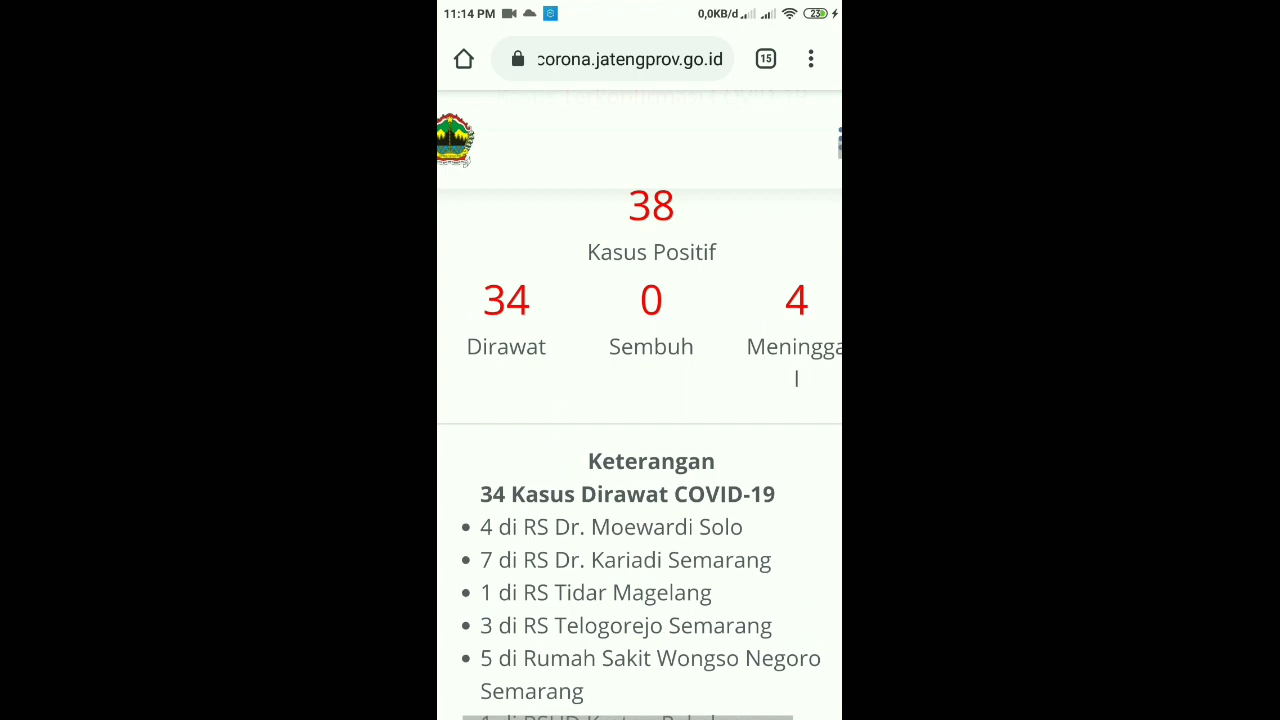 11:14 PM
0,0KB/d
23
corona.jatengprov.go.id
15
38
Kasus Positif
34
0
4
Dirawat
Sembuh
Meningga
l
Keterangan
34 Kasus Dirawat COVID-19
• 4 di RS Dr. Moewardi Solo
• 7 di RS Dr. Kariadi Semarang
• 1 di RS Tidar Magelang
• 3 di RS Telogorejo Semarang
• 5 di Rumah Sakit Wongso Negoro
Semarang